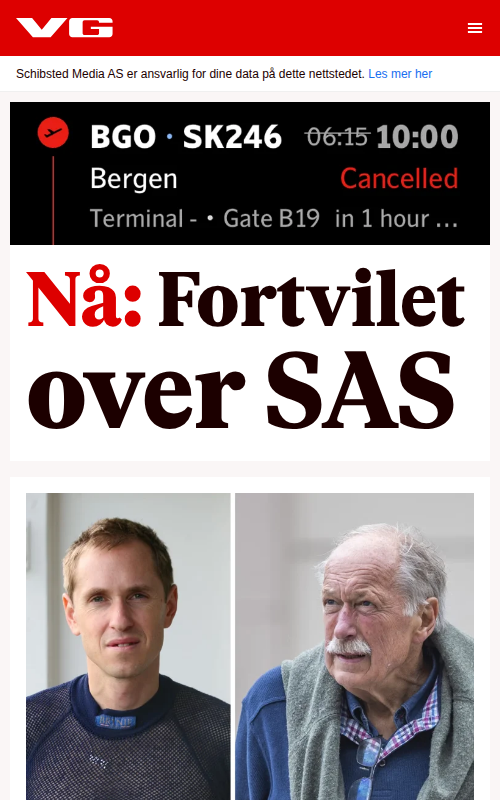 VG
Schibsted Media AS er ansvarlig for dine data på dette nettstedet. Les mer her
BGO · SK246 06:15 10:00
Bergen Cancelled
Terminal - • Gate B19 in 1 hour ...
Nå: Fortvilet
over SAS